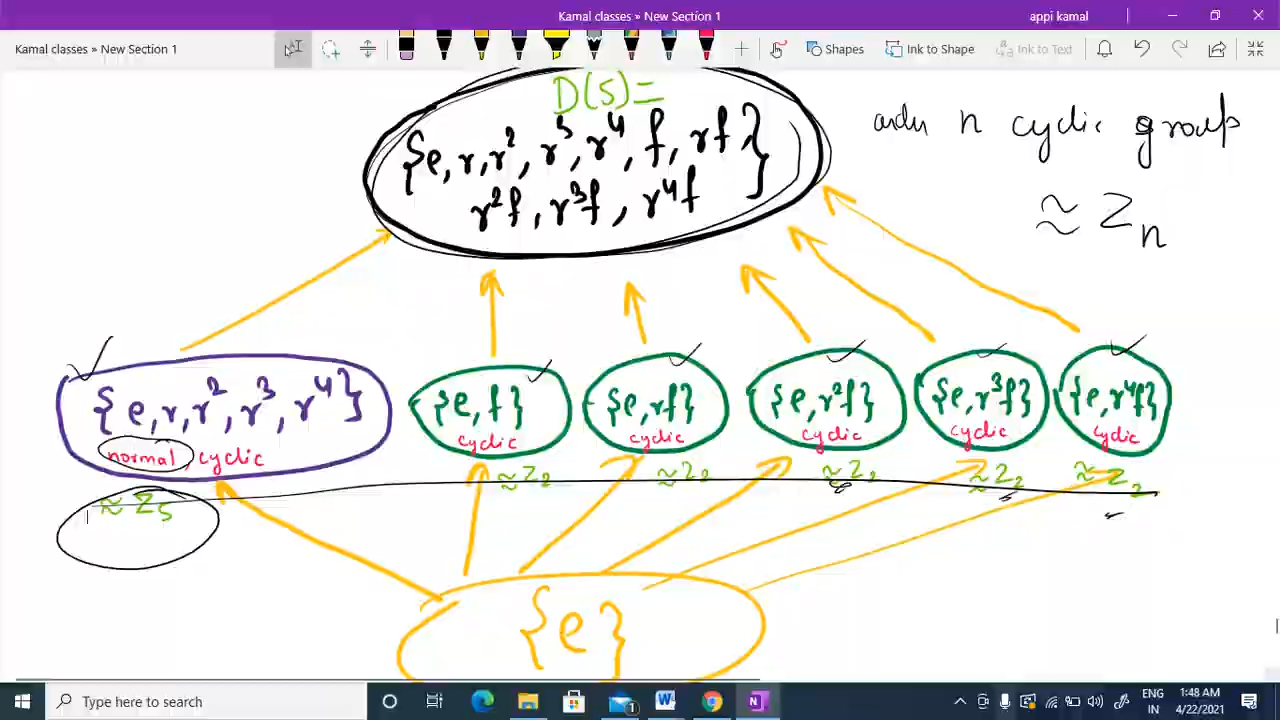 Kamal classes » New Section 1
appi kamal
Kamal classes » New Section 1
Shapes
Ink to Shape
Ink to Text
D(5)=
{e, r, r², r³, r⁴, f, rf}
r²f, r³f, r⁴f
order n cyclic group
≈ Zn
{e, r, r², r³, r⁴}
normal, cyclic
≈ Z5
{e, f}
cyclic
≈ Z2
{e, rf}
cyclic
≈ Z2
{e, r²f}
cyclic
≈ Z2
{e, r³f}
cyclic
≈ Z2
{e, r⁴f}
cyclic
≈ Z2
{e}
Type here to search
1
ENG
IN
1:48 AM
4/22/2021